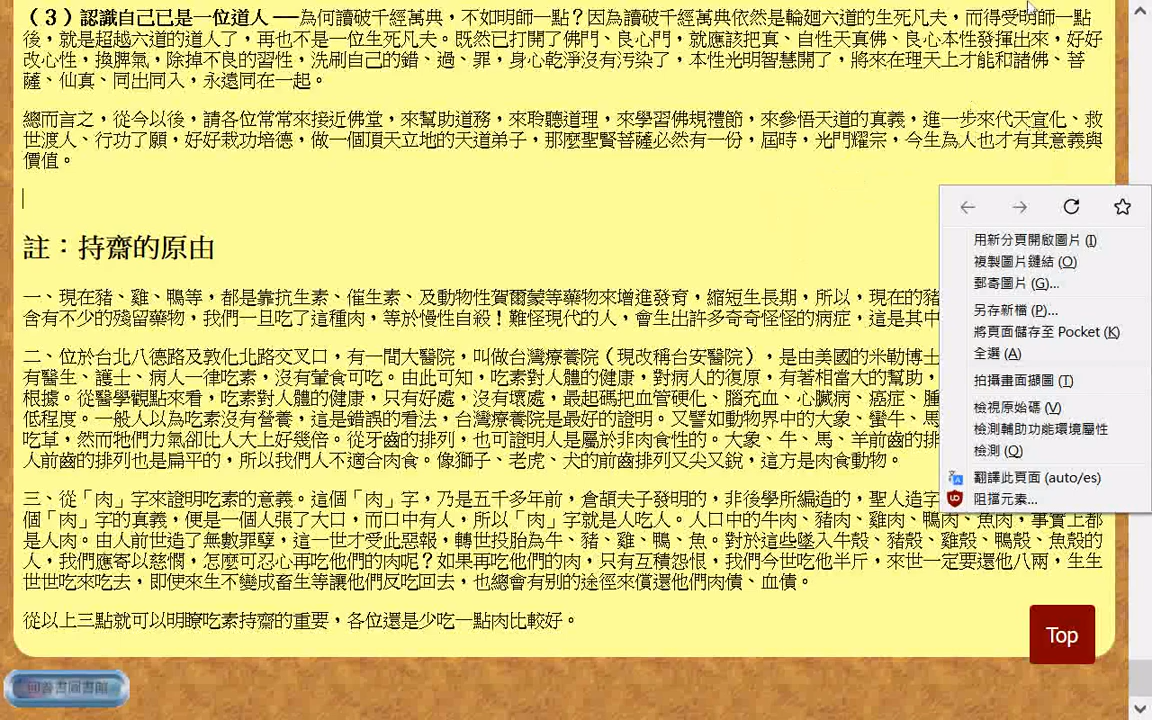 （3）認識自己已是一位道人 ──為何讀破千經萬典，不如明師一點？因為讀破千經萬典依然是輪廻六道的生死凡夫，而得受明師一點
後，就是超越六道的道人了，再也不是一位生死凡夫。既然已打開了佛門、良心門，就應該把真、自性天真佛、良心本性發揮出來，好好
改心性，換脾氣，除掉不良的習性，洗刷自己的錯、過、罪，身心乾淨沒有污染了，本性光明智慧開了，將來在理天上才能和諸佛、菩
薩、仙真、同出同入，永遠同在一起。
總而言之，從今以後，請各位常常來接近佛堂，來幫助道務，來聆聽道理，來學習佛規禮節，來參悟天道的真義，進一步來代天宣化、救
世渡人、行功了願，好好栽功培德，做一個頂天立地的天道弟子，那麼聖賢菩薩必然有一份，屆時，光門耀宗，今生為人也才有其意義與
價值。
註：持齋的原由
一、現在豬、雞、鴨等，都是靠抗生素、催生素、及動物性賀爾蒙等藥物來增進發育，縮短生長期，所以，現在的豬
含有不少的殘留藥物，我們一旦吃了這種肉，等於慢性自殺！難怪現代的人，會生出許多奇奇怪怪的病症，這是其中
二、位於台北八德路及敦化北路交叉口，有一間大醫院，叫做台灣療養院（現改稱台安醫院），是由美國的米勒博士
有醫生、護士、病人一律吃素，沒有葷食可吃。由此可知，吃素對人體的健康，對病人的復原，有著相當大的幫助，
根據。從醫學觀點來看，吃素對人體的健康，只有好處，沒有壞處，最起碼把血管硬化、腦充血、心臟病、癌症、腫
低程度。一般人以為吃素沒有營養，這是錯誤的看法，台灣療養院是最好的證明。又譬如動物界中的大象、蠻牛、馬
吃草，然而牠們力氣卻比人大上好幾倍。從牙齒的排列，也可證明人是屬於非肉食性的。大象、牛、馬、羊前齒的排
人前齒的排列也是扁平的，所以我們人不適合肉食。像獅子、老虎、犬的前齒排列又尖又銳，這方是肉食動物。
三、從「肉」字來證明吃素的意義。這個「肉」字，乃是五千多年前，倉頡夫子發明的，非後學所編造的，聖人造字
個「肉」字的真義，便是一個人張了大口，而口中有人，所以「肉」字就是人吃人。人口中的牛肉、豬肉、雞肉、鴨肉、魚肉，事實上都
是人肉。由人前世造了無數罪孽，這一世才受此惡報，轉世投胎為牛、豬、雞、鴨、魚。對於這些墜入牛殼、豬殼、雞殼、鴨殼、魚殼的
人，我們應寄以慈憫，怎麼可忍心再吃他們的肉呢？如果再吃他們的肉，只有互積怨恨，我們今世吃他半斤，來世一定要還他八兩，生生
世世吃來吃去，即使來生不變成畜生等讓他們反吃回去，也總會有別的途徑來償還他們肉債、血債。
從以上三點就可以明瞭吃素持齋的重要，各位還是少吃一點肉比較好。
用新分頁開啟圖片 (I)
複製圖片鏈結 (O)
郵寄圖片 (G)...
另存新檔 (P)...
將頁面儲存至 Pocket (K)
全選 (A)
拍攝畫面擷圖 (T)
檢視原始碼 (V)
檢測輔助功能環境屬性
檢測 (Q)
翻譯此頁面 (auto/es)
阻擋元素...
Top
回善書圖書館